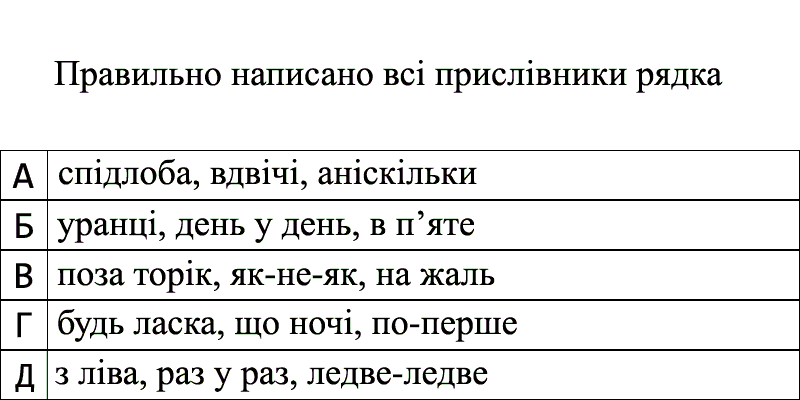 Правильно написано всі прислівники рядка
А спідлоба, вдвічі, аніскільки
Б уранці, день у день, в п’яте
В поза торік, як-не-як, на жаль
Г будь ласка, що ночі, по-перше
Д з ліва, раз у раз, ледве-ледве